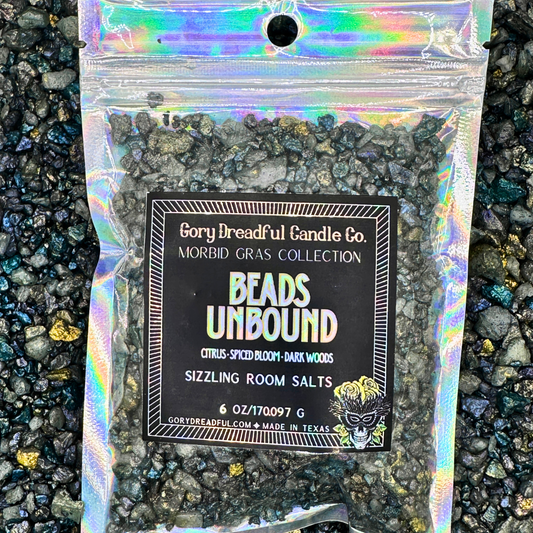 Gory Dreadful Candle Co.
MORBID GRAS COLLECTION
BEADS
UNBOUND
CITRUS • SPICED BLOOM • DARK WOODS
SIZZLING ROOM SALTS
6 OZ/170.097 G
GORYDREADFUL.COM ✦ MADE IN TEXAS